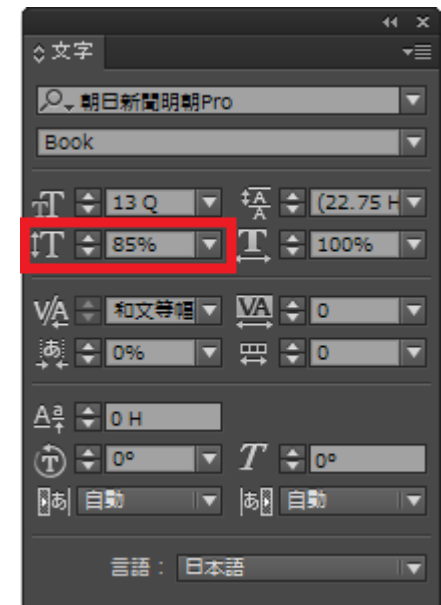 文字
朝日新聞明朝Pro
Book
13 Q (22.75 H
85% 100%
和文等幅 0
0% 0
0 H
0° 0°
自動 自動
言語： 日本語